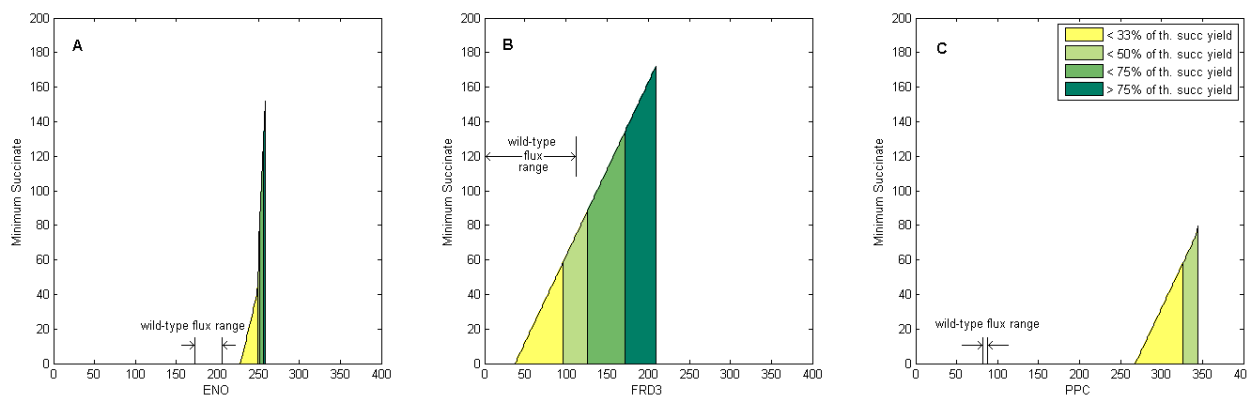 A
0 50 100 150 200 250 300 350 400
200
180
160
140
120
100
80
60
40
20
0
Minimum Succinate
wild-type flux range
ENO
B
0 50 100 150 200 250 300 350 400
200
180
160
140
120
100
80
60
40
20
0
Minimum Succinate
wild-type
flux
range
FRD3
C
< 33% of th. succ yield
< 50% of th. succ yield
< 75% of th. succ yield
> 75% of th. succ yield
200
180
160
140
120
100
80
60
40
20
0
Minimum Succinate
wild-type flux range
0 50 100 150 200 250 300 350 400
PPC